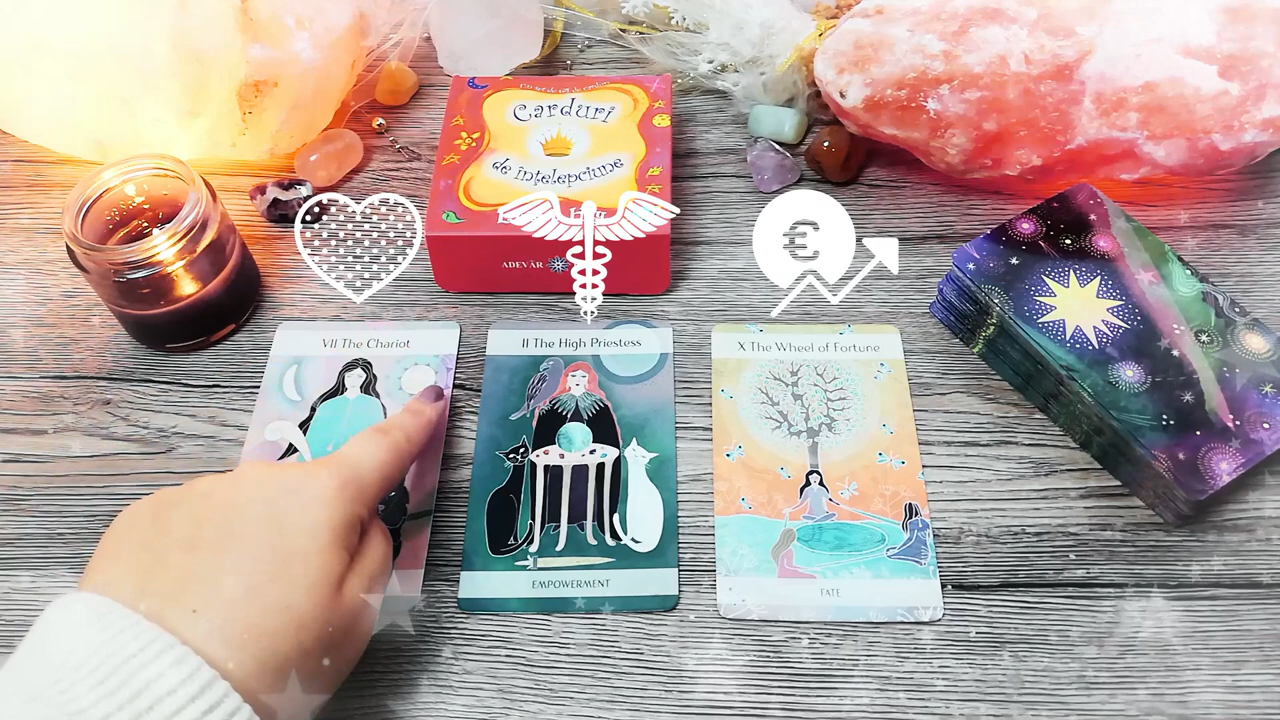 Carduri
de înțelepciune
ADEVĂR
VII The Chariot
II The High Priestess
X The Wheel of Fortune
€
EMPOWERMENT
FATE